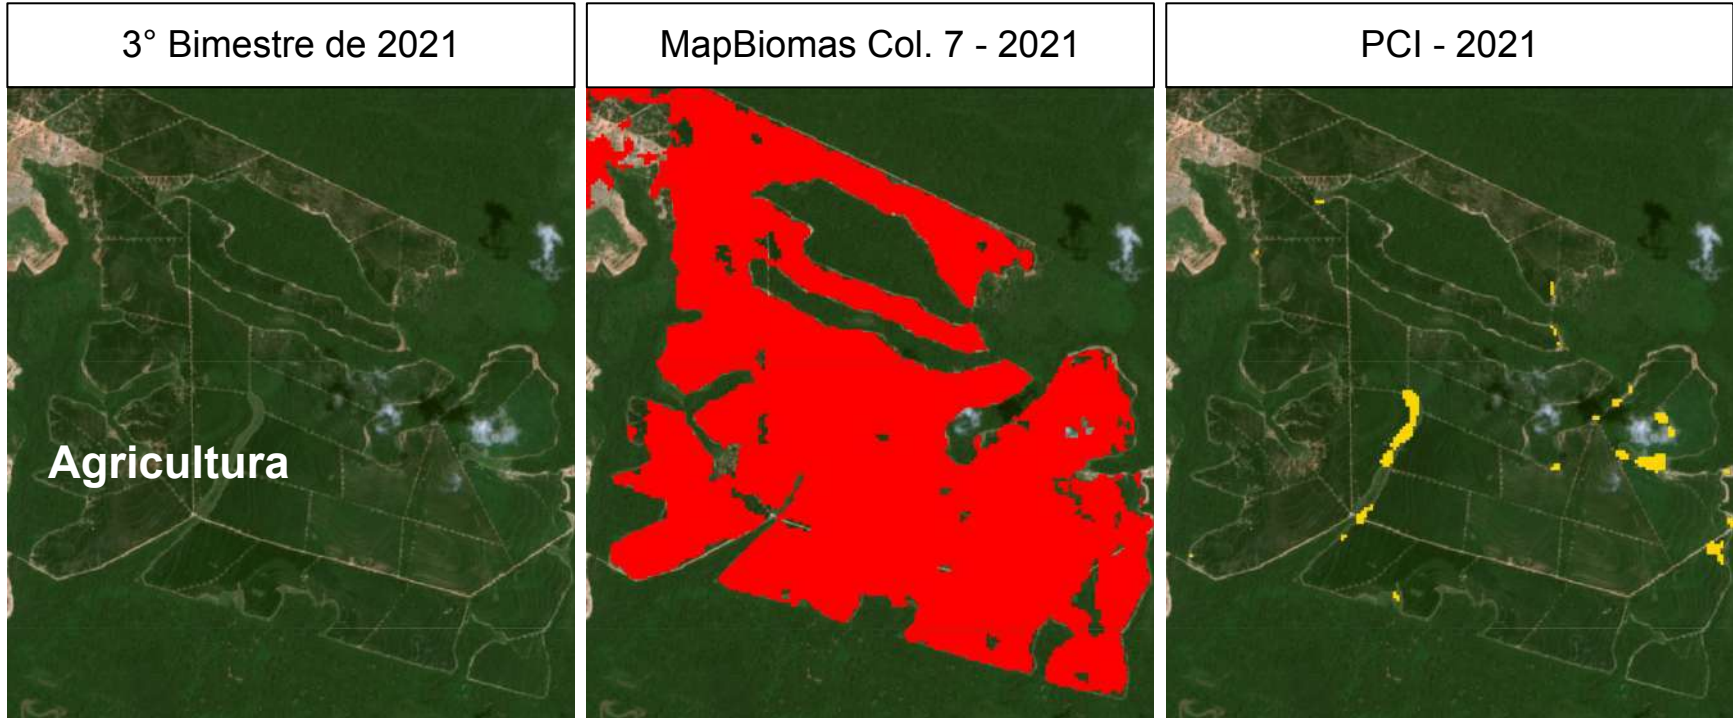 3° Bimestre de 2021
MapBiomas Col. 7 - 2021
PCI - 2021
Agricultura